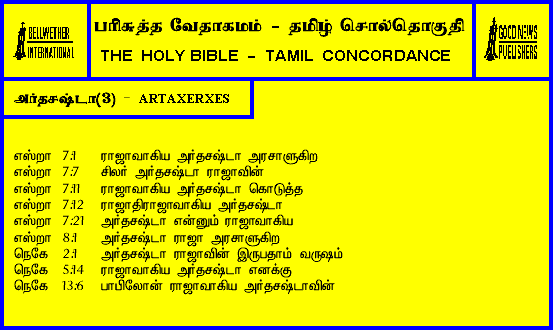 BELLWETHER
INTERNATIONAL
பரிசுத்த வேதாகமம் - தமிழ் சொல்தொகுதி
THE HOLY BIBLE - TAMIL CONCORDANCE
GOOD NEWS
PUBLISHERS
அர்தசஷ்டா(3) - ARTAXERXES
எஸ்றா 7:1 ராஜாவாகிய அர்தசஷ்டா அரசாளுகிற
எஸ்றா 7:7 சிலர் அர்தசஷ்டா ராஜாவின்
எஸ்றா 7:11 ராஜாவாகிய அர்தசஷ்டா கொடுத்த
எஸ்றா 7:12 ராஜாதிராஜாவாகிய அர்தசஷ்டா
எஸ்றா 7:21 அர்தசஷ்டா என்னும் ராஜாவாகிய
எஸ்றா 8:1 அர்தசஷ்டா ராஜா அரசாளுகிற
நெகே 2:1 அர்தசஷ்டா ராஜாவின் இருபதாம் வருஷம்
நெகே 5:14 ராஜாவாகிய அர்தசஷ்டா எனக்கு
நெகே 13:6 பாபிலோன் ராஜாவாகிய அர்தசஷ்டாவின்